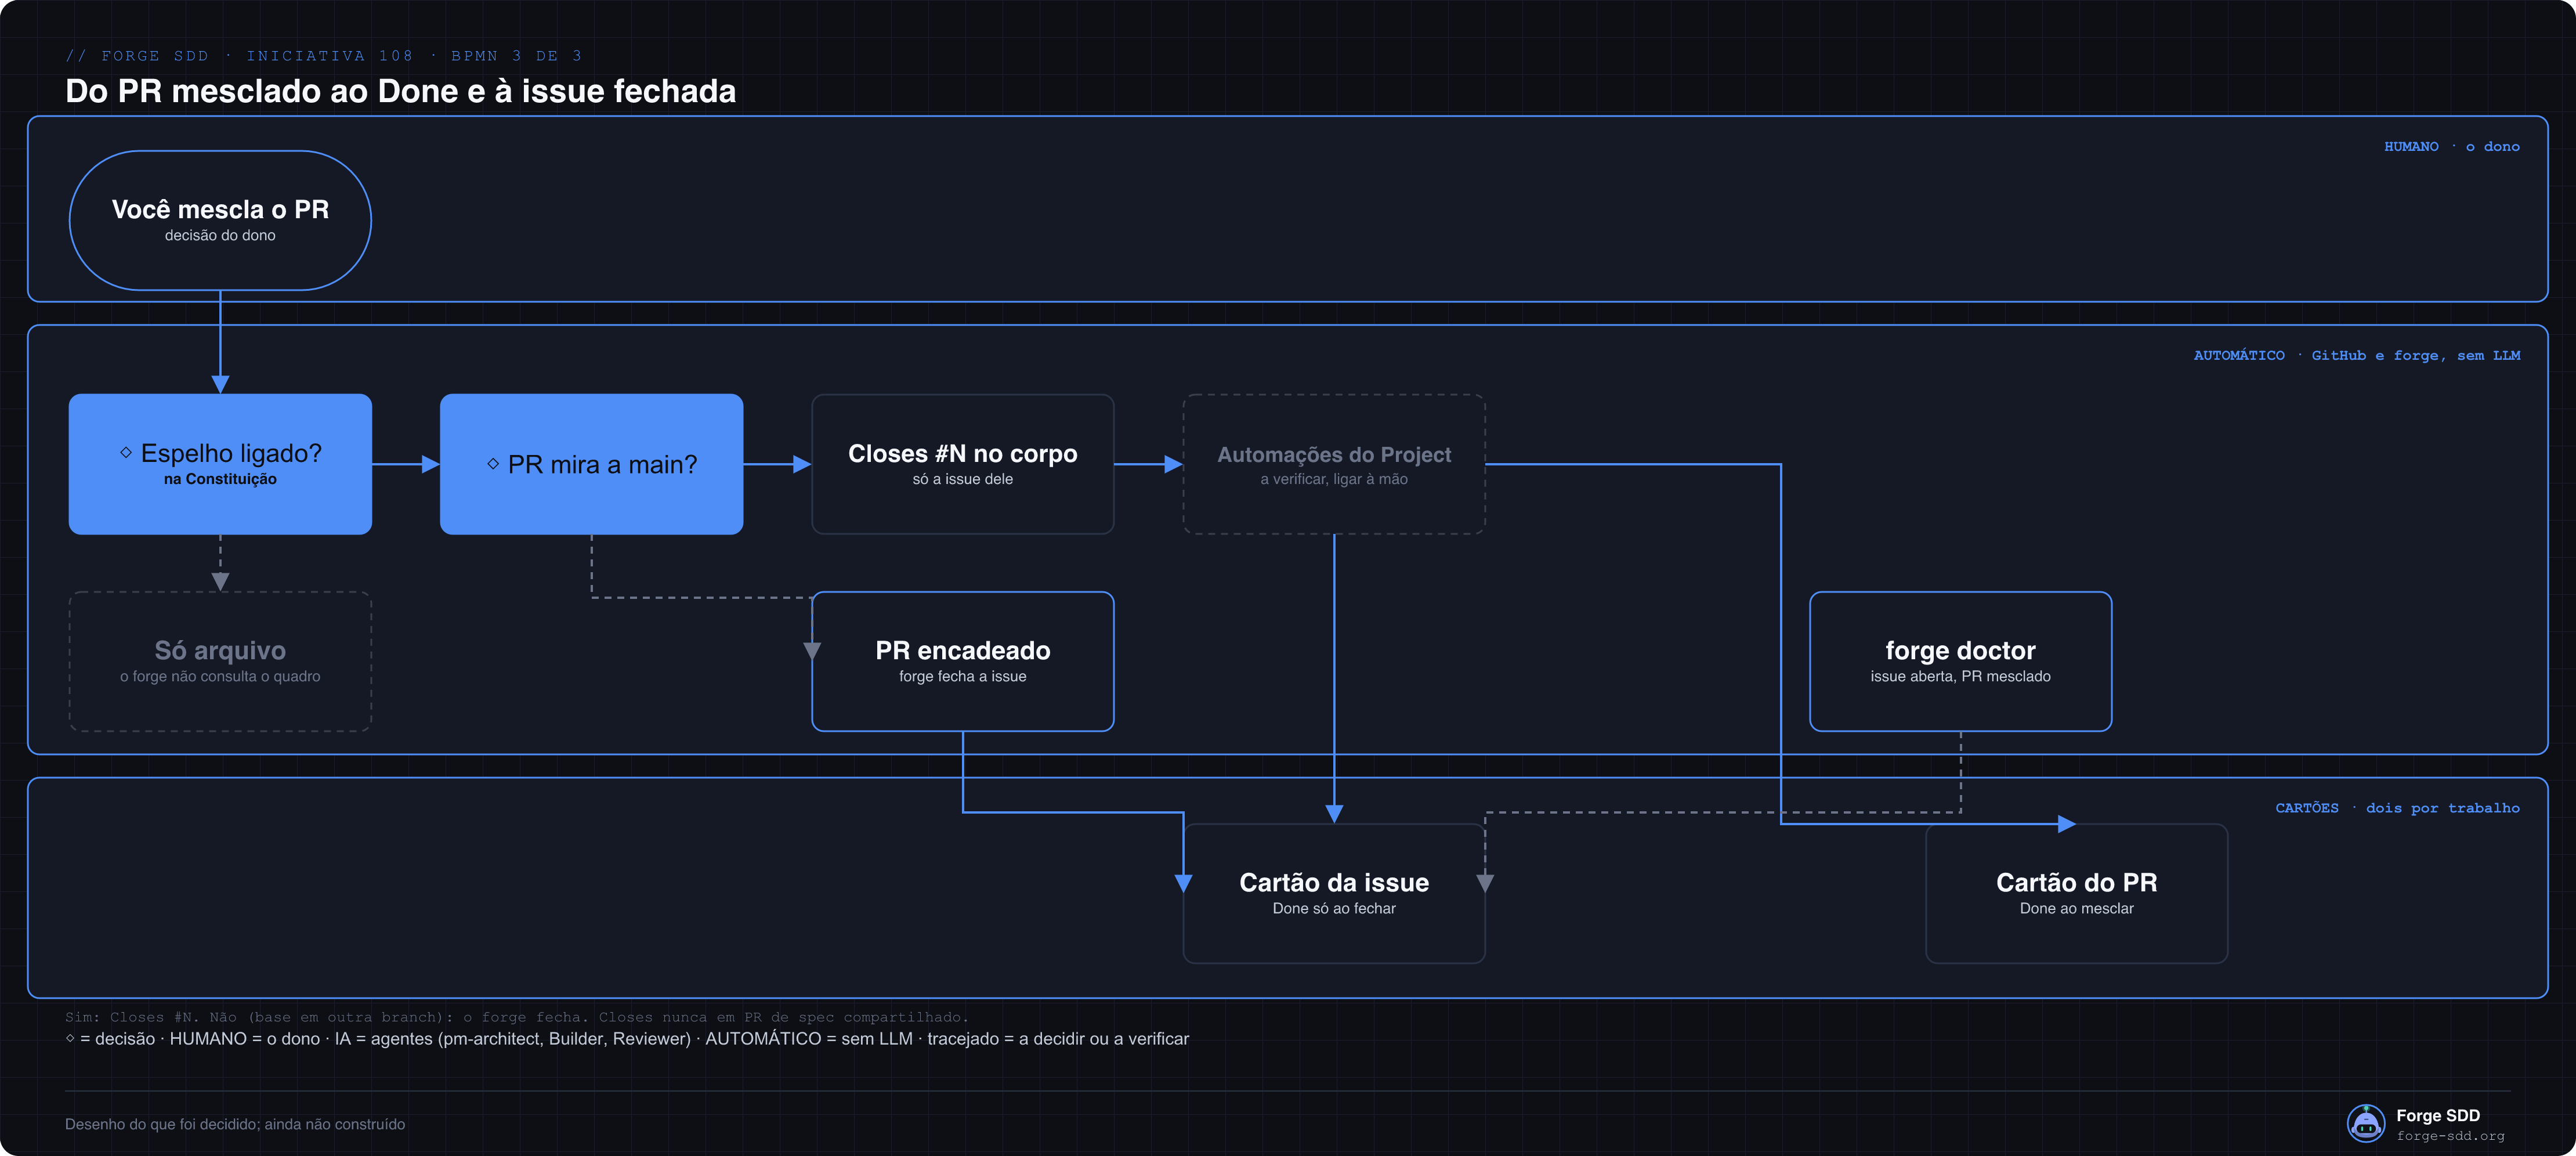 // FORGE SDD · INICIATIVA 108 · BPMN 3 DE 3
Do PR mesclado ao Done e à issue fechada
HUMANO · o dono
Você mescla o PR
decisão do dono
AUTOMÁTICO · GitHub e forge, sem LLM
◇ Espelho ligado?
na Constituição
◇ PR mira a main?
Closes #N no corpo
só a issue dele
Automações do Project
a verificar, ligar à mão
Só arquivo
o forge não consulta o quadro
PR encadeado
forge fecha a issue
forge doctor
issue aberta, PR mesclado
CARTÕES · dois por trabalho
Cartão da issue
Done só ao fechar
Cartão do PR
Done ao mesclar
Sim: Closes #N. Não (base em outra branch): o forge fecha. Closes nunca em PR de spec compartilhado.
◇ = decisão · HUMANO = o dono · IA = agentes (pm-architect, Builder, Reviewer) · AUTOMÁTICO = sem LLM · tracejado = a decidir ou a verificar
Desenho do que foi decidido; ainda não construído
Forge SDD
forge-sdd.org